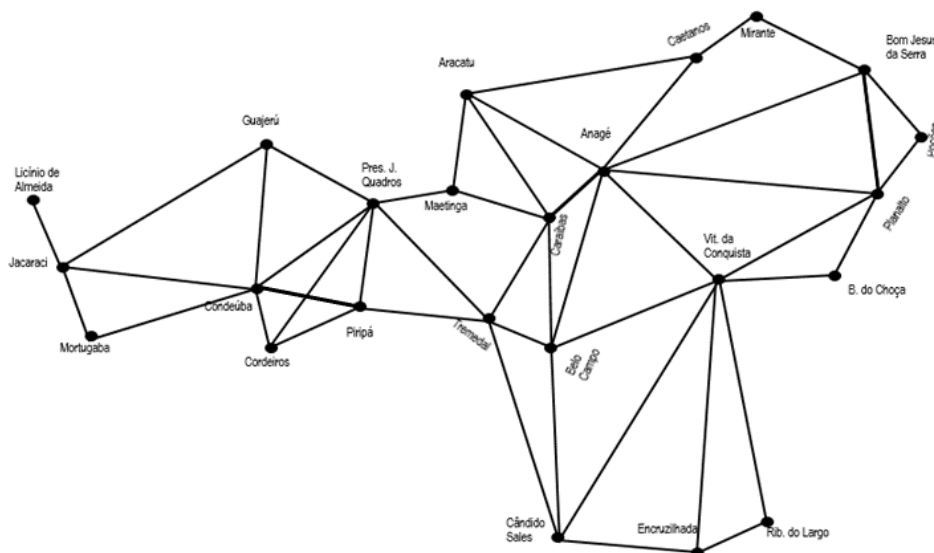 Caetanos
Mirante
Bom Jesus
da Serra
Aracatu
Guajerú
Anagé
Licínio de
Almeida
Pres. J.
Quadros
Maetinga
Caraíbas
Vit. da
Conquista
Planalto
Jacaraci
B. do Choça
Condeúba
Piripá
Tremedal
Mortugaba
Cordeiros
Belo
Campo
Cândido
Sales
Encruzilhada
Rib. do Largo